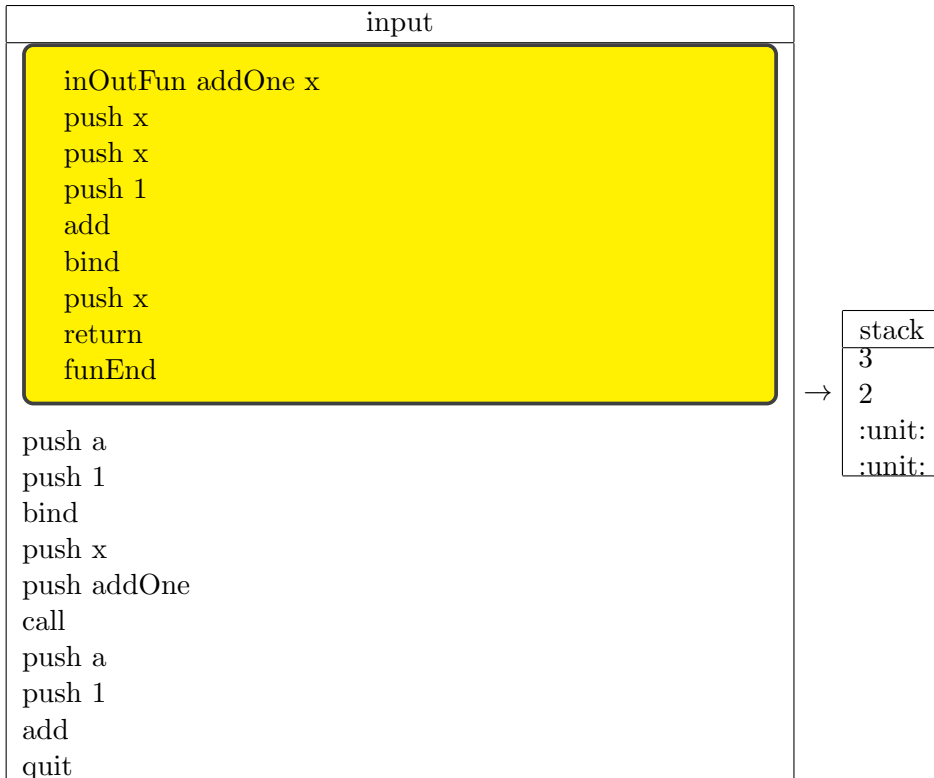 input
inOutFun addOne x
push x
push x
push 1
add
bind
push x
return
funEnd
push a
push 1
bind
push x
push addOne
call
push a
push 1
add
quit
→
stack
3
2
:unit:
:unit: